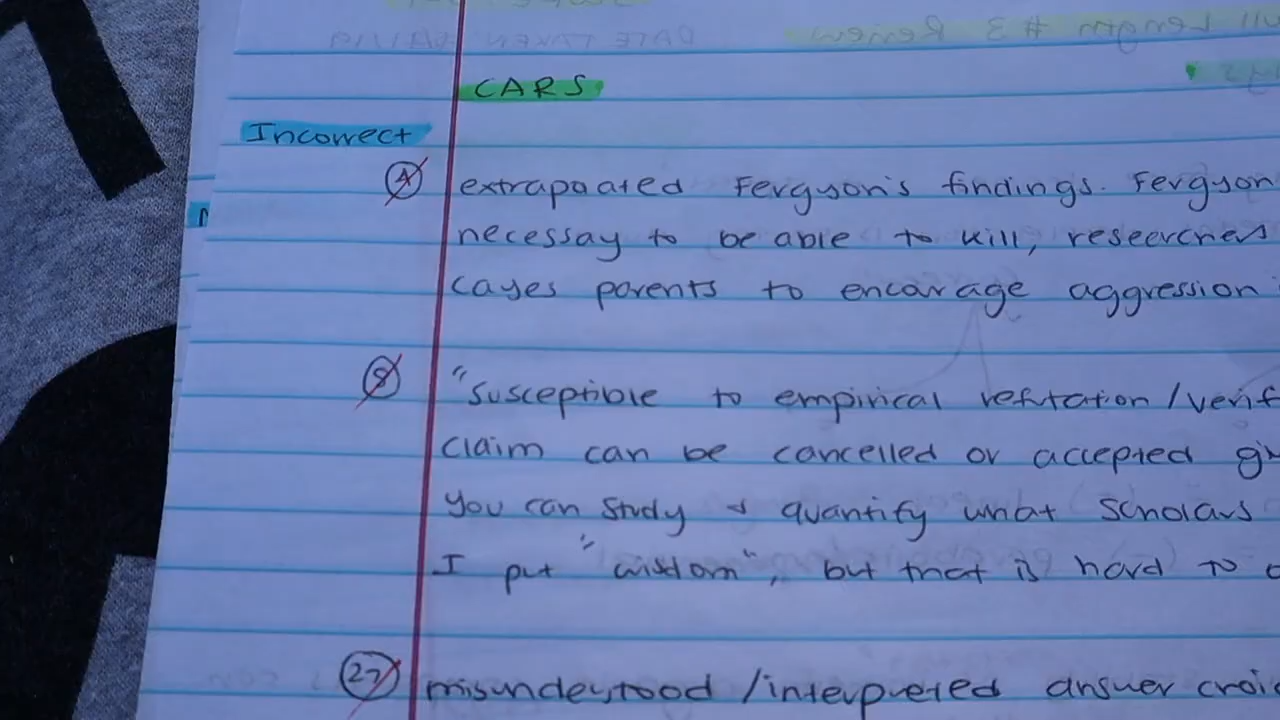 CARS
Incorrect
4 extrapoated Ferguson's findings. Ferguson
necessay to be able to kill, reseerches
cayes parents to encourage aggression
8 "Susceptible to empirical refutation/verif
claim can be cancelled or accepted
You can study & quantify what scholars
I put "wisdom", but that is hard to
27 misunderstood/interpreted answer